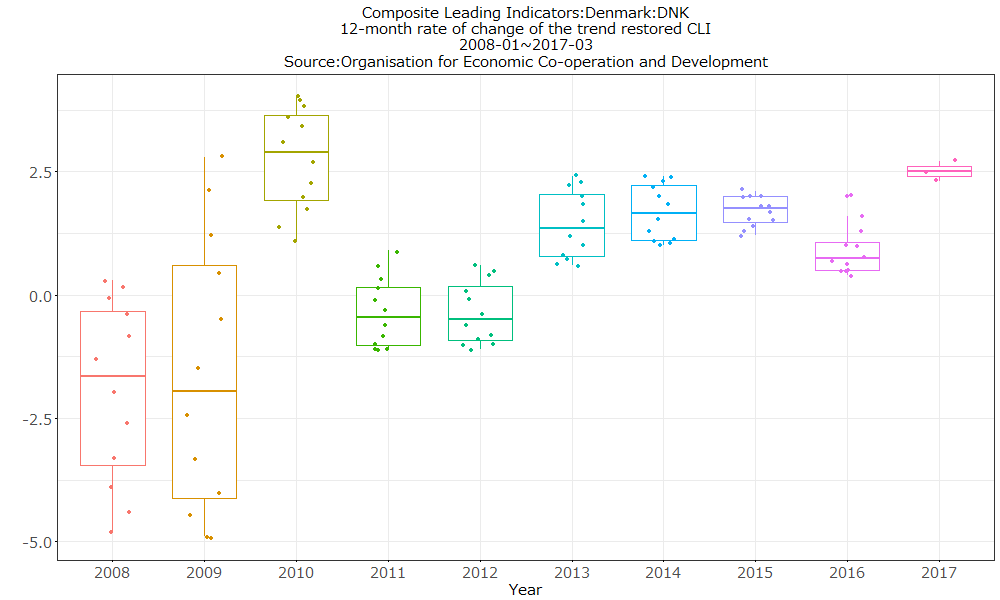 Composite Leading Indicators:Denmark:DNK
12-month rate of change of the trend restored CLI
2008-01~2017-03
Source:Organisation for Economic Co-operation and Development
2.5
0.0
-2.5
-5.0
2008 2009 2010 2011 2012 2013 2014 2015 2016 2017
Year